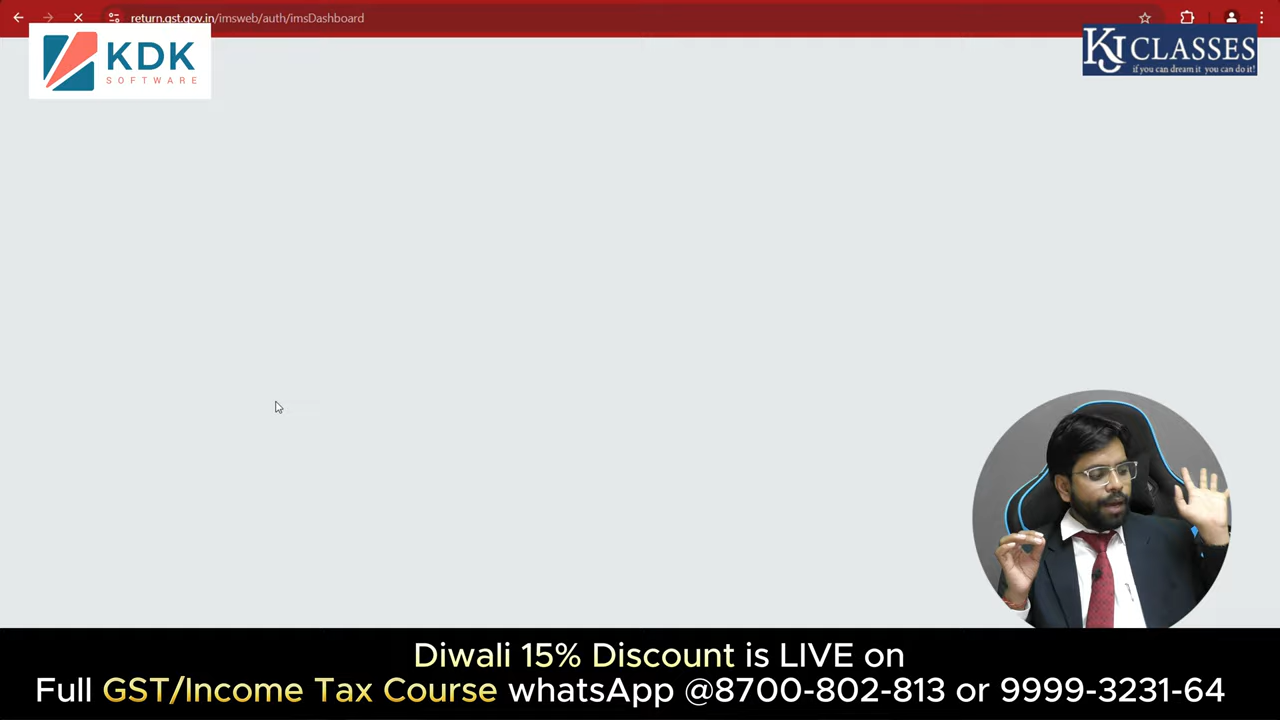 return.gst.gov.in/imsweb/auth/imsDashboard
KDK
SOFTWARE
KJ CLASSES
if you can dream it you can do it!
Diwali 15% Discount is LIVE on
Full GST/Income Tax Course whatsApp @8700-802-813 or 9999-3231-64